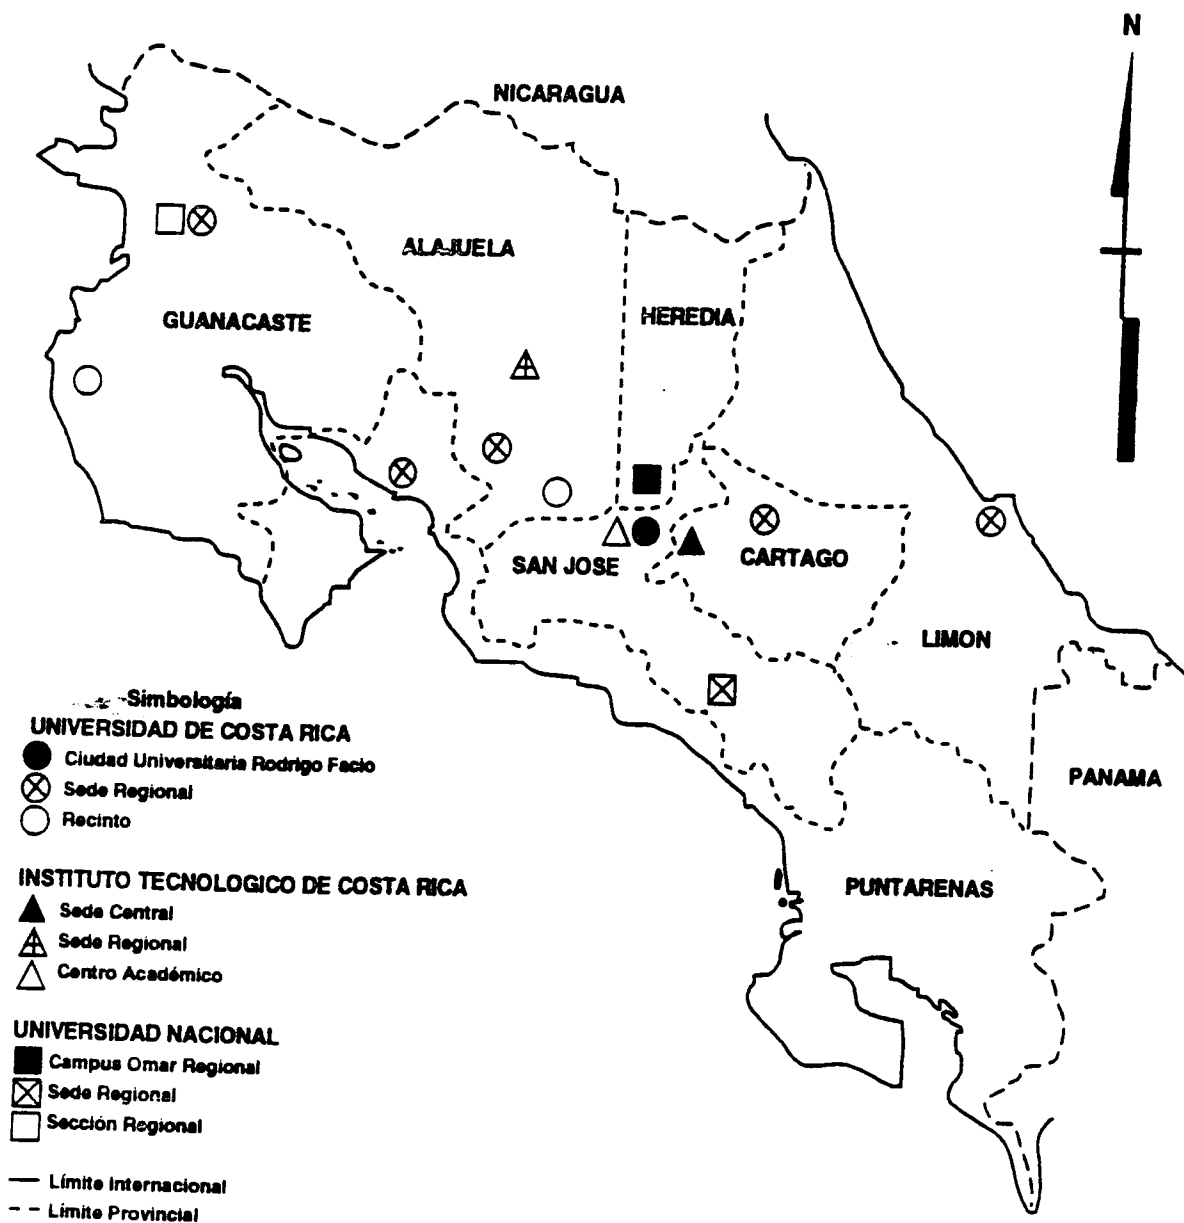 N
NICARAGUA
ALAJUELA
HEREDIA
GUANACASTE
CARTAGO
SAN JOSE
LIMON
PANAMA
PUNTARENAS
Simbología
UNIVERSIDAD DE COSTA RICA
Ciudad Universitaria Rodrigo Facio
Sede Regional
Recinto
INSTITUTO TECNOLOGICO DE COSTA RICA
Sede Central
Sede Regional
Centro Académico
UNIVERSIDAD NACIONAL
Campus Omar Regional
Sede Regional
Sección Regional
Límite Internacional
Límite Provincial